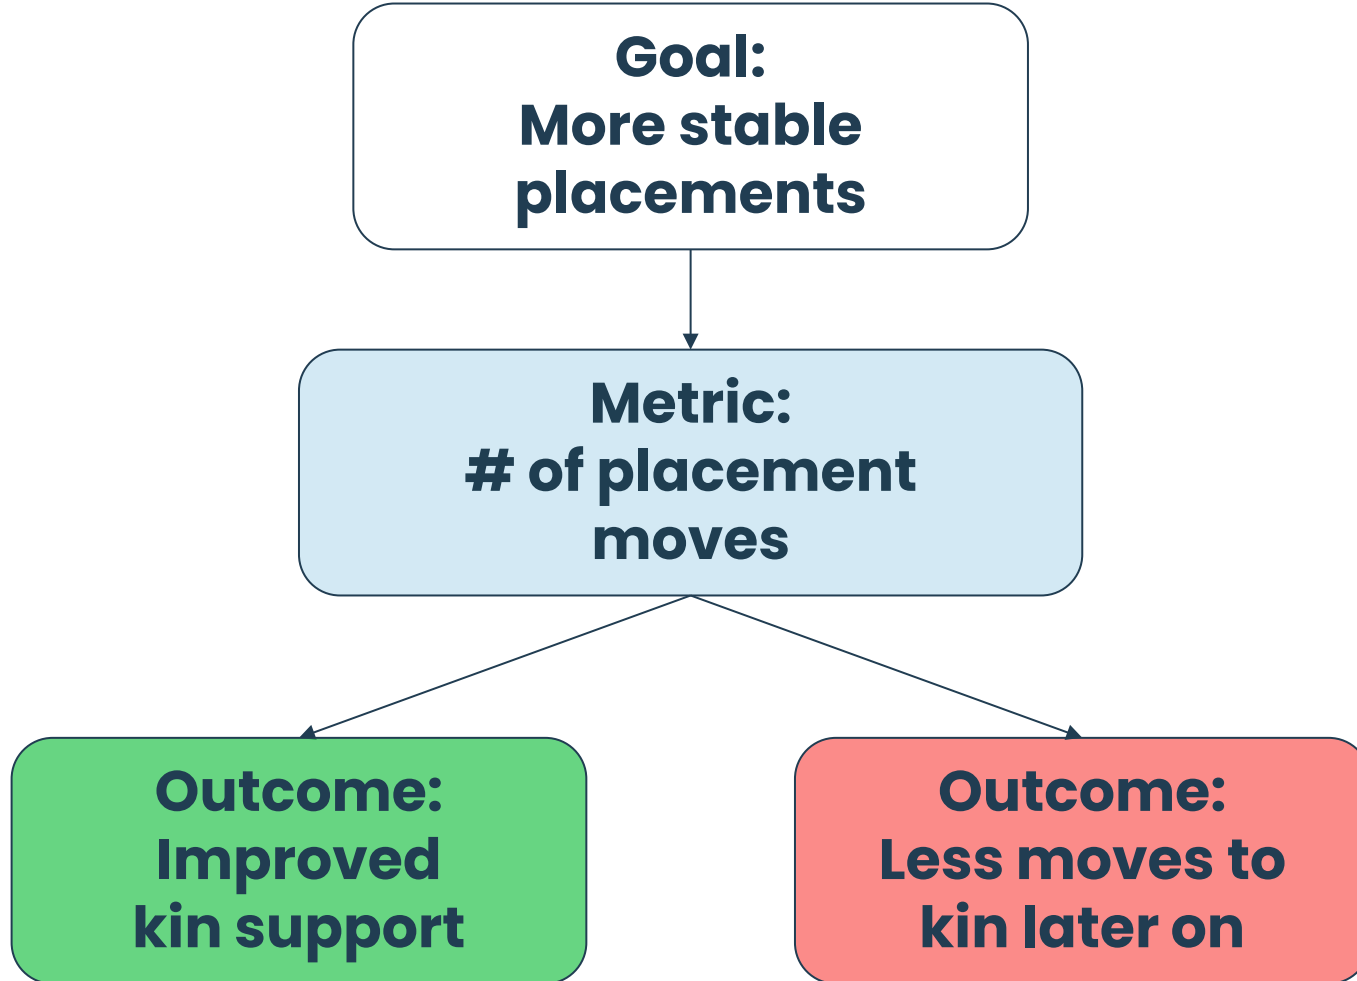 Goal:
More stable
placements
Metric:
# of placement
moves
Outcome:
Improved
kin support
Outcome:
Less moves to
kin later on